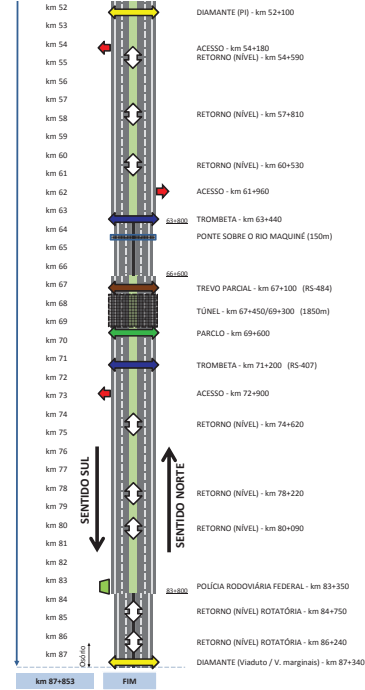 km 52
DIAMANTE (PI) - km 52+100
km 53
km 54
ACESSO - km 54+180
RETORNO (NÍVEL) - km 54+590
km 55
km 56
km 57
RETORNO (NÍVEL) - km 57+810
km 58
km 59
km 60
RETORNO (NÍVEL) - km 60+530
km 61
km 62
ACESSO - km 61+960
km 63
63+800
TROMBETA - km 63+440
km 64
PONTE SOBRE O RIO MAQUINÉ (150m)
km 65
km 66
66+600
km 67
TREVO PARCIAL - km 67+100 (RS-484)
km 68
TÚNEL - km 67+450/69+300 (1850m)
km 69
PARCLO - km 69+600
km 70
km 71
TROMBETA - km 71+200 (RS-407)
km 72
km 73
ACESSO - km 72+900
km 74
RETORNO (NÍVEL) - km 74+620
km 75
km 76
km 77
SENTIDO SUL
SENTIDO NORTE
km 78
RETORNO (NÍVEL) - km 78+220
km 79
km 80
RETORNO (NÍVEL) - km 80+090
km 81
km 82
km 83
POLÍCIA RODOVIÁRIA FEDERAL - km 83+350
83+800
km 84
RETORNO (NÍVEL) ROTATÓRIA - km 84+750
km 85
km 86
RETORNO (NÍVEL) ROTATÓRIA - km 86+240
km 87
Osório
DIAMANTE (Viaduto / V. marginais) - km 87+340
km 87+853
FIM